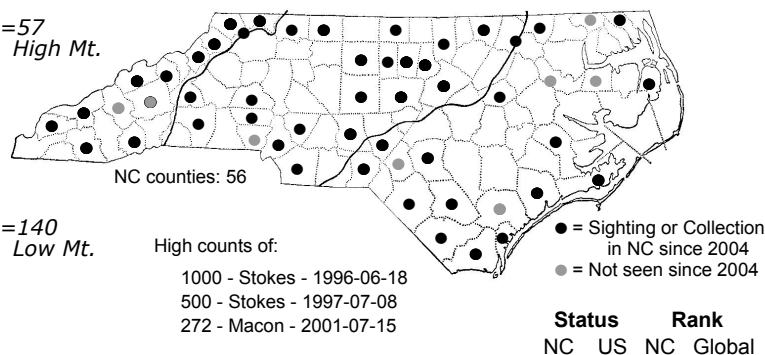 =57
High Mt.
NC counties: 56
=140
Low Mt.
High counts of:
1000 - Stokes - 1996-06-18
500 - Stokes - 1997-07-08
272 - Macon - 2001-07-15
● = Sighting or Collection
in NC since 2004
● = Not seen since 2004
Status Rank
NC US NC Global